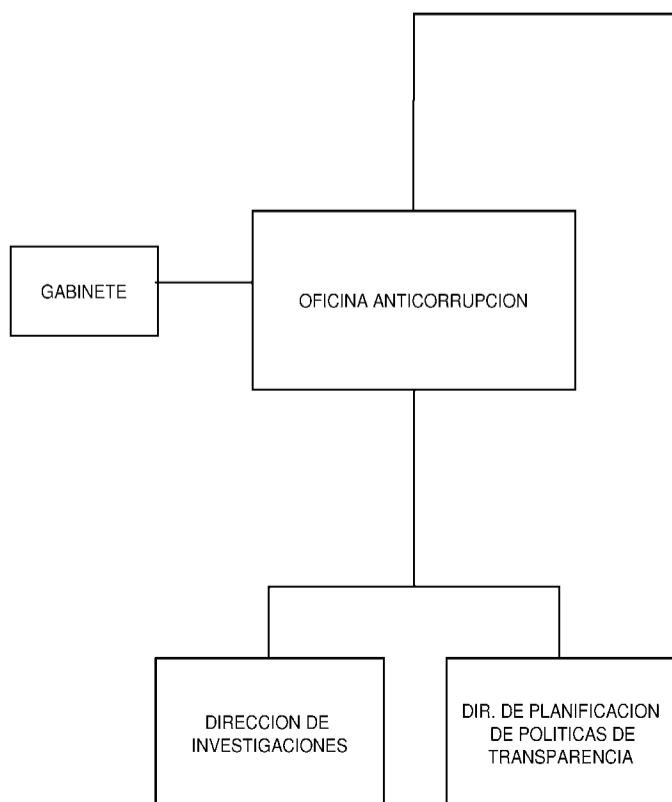 GABINETE
OFICINA ANTICORRUPCION
DIRECCION DE
INVESTIGACIONES
DIR. DE PLANIFICACION
DE POLITICAS DE
TRANSPARENCIA